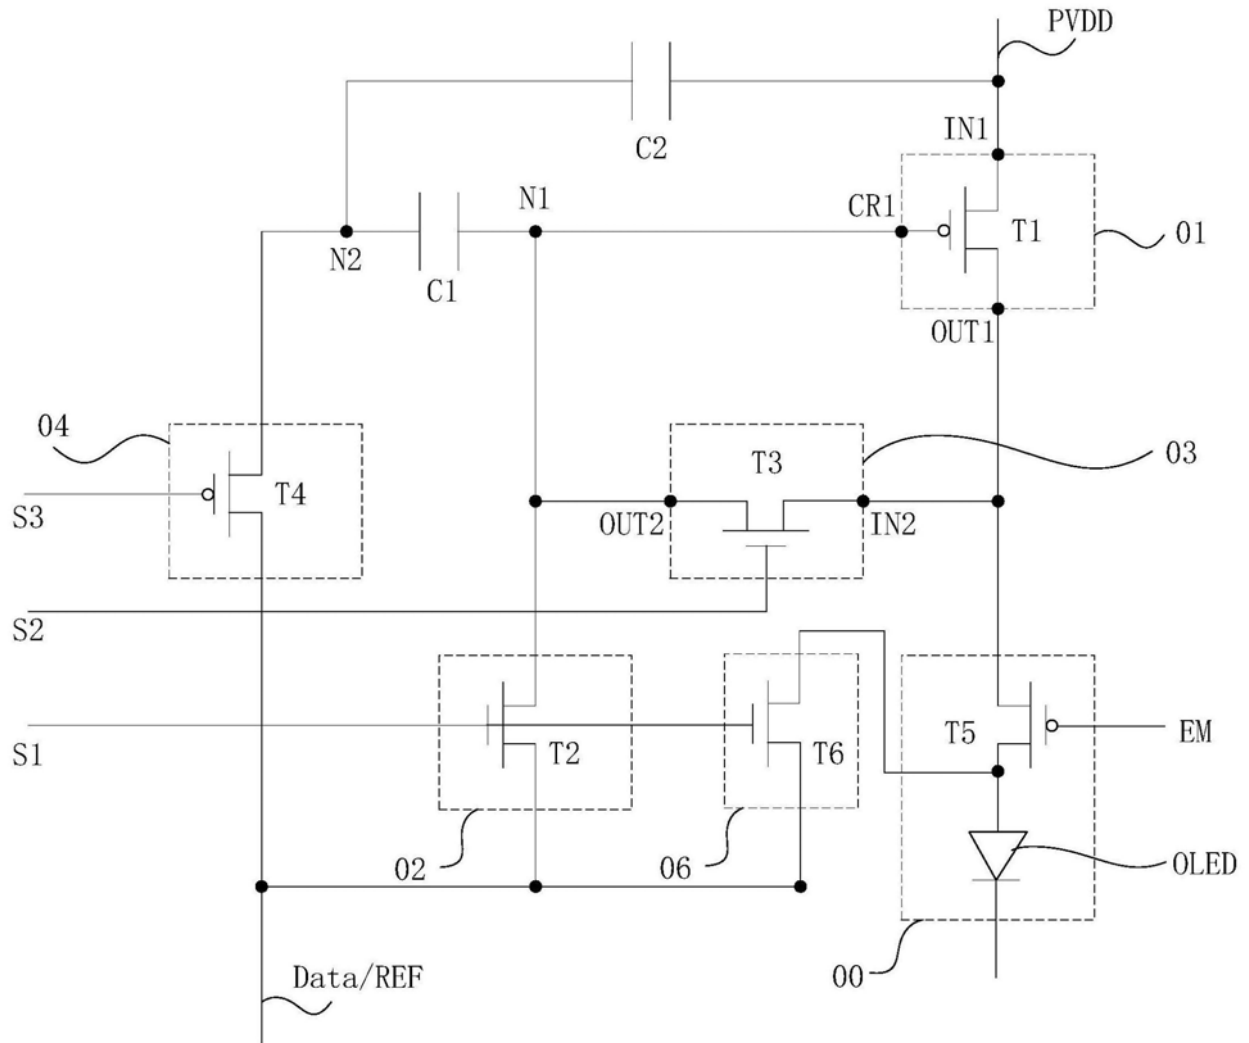 PVDD
C2
IN1
N1
CR1
T1
01
N2
C1
OUT1
04
T3
03
T4
S3
OUT2
IN2
S2
S1
T2
T6
T5
EM
02
06
OLED
00
Data/REF